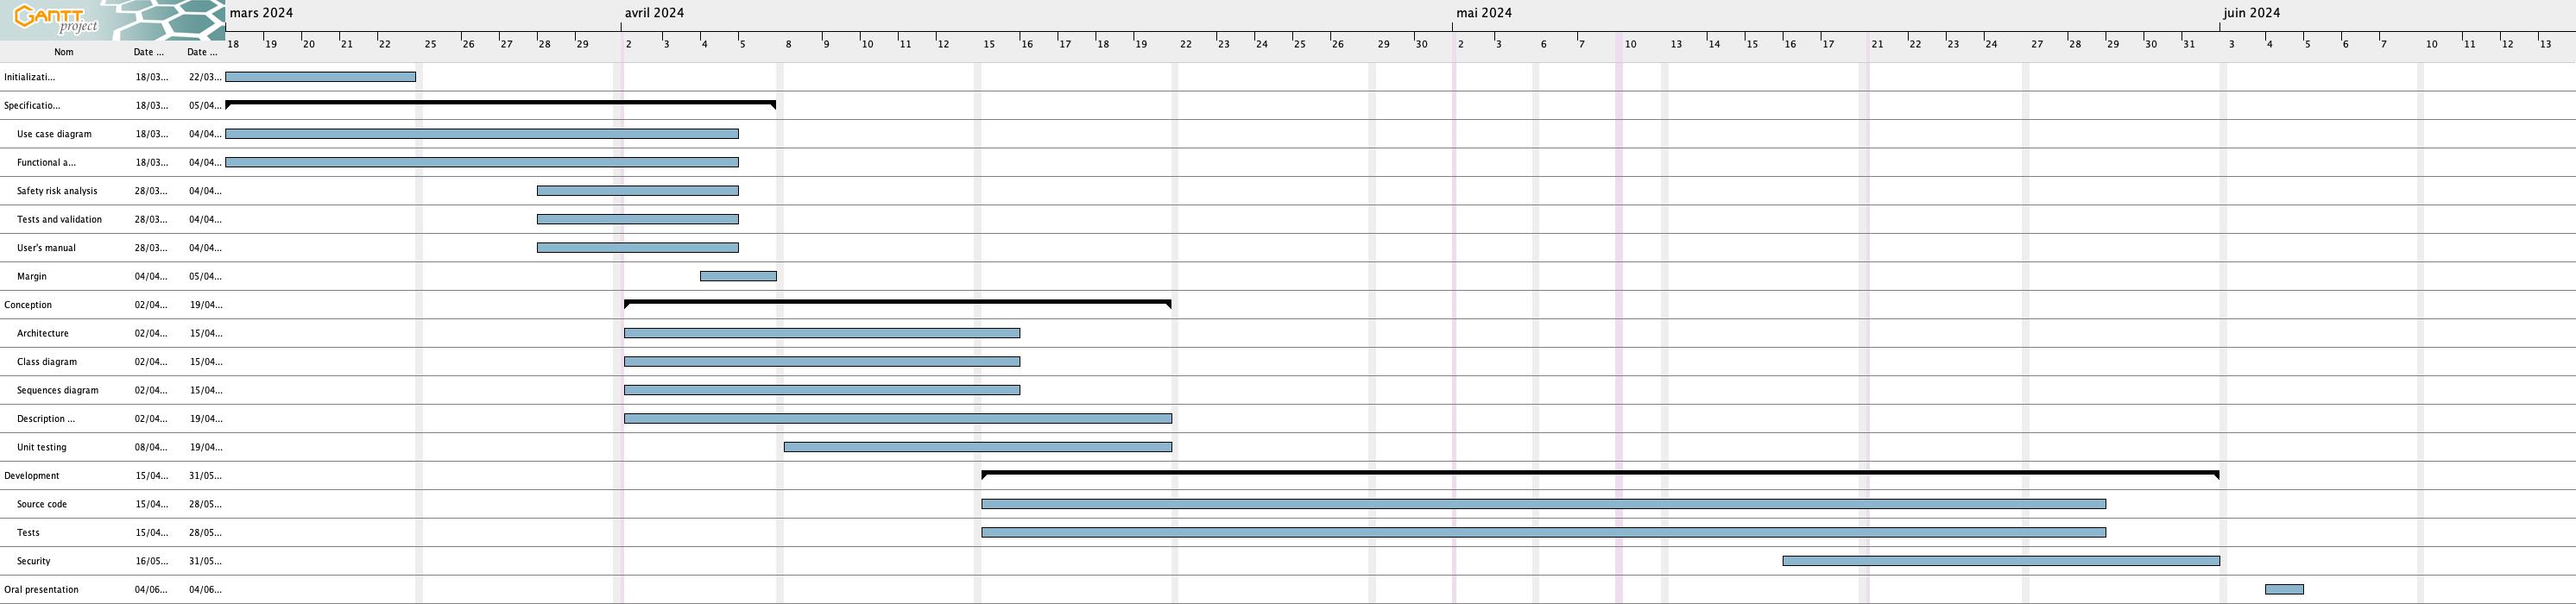 GANTT project
mars 2024 avril 2024 mai 2024 juin 2024
Nom Date ... Date ... 18 19 20 21 22 25 26 27 28 29 2 3 4 5 8 9 10 11 12 15 16 17 18 19 22 23 24 25 26 29 30 2 3 6 7 10 13 14 15 16 17 21 22 23 24 27 28 29 30 31 3 4 5 6 7 10 11 12 13
Initializati... 18/03... 22/03...
Specificatio... 18/03... 05/04...
Use case diagram 18/03... 04/04...
Functional a... 18/03... 04/04...
Safety risk analysis 28/03... 04/04...
Tests and validation 28/03... 04/04...
User's manual 28/03... 04/04...
Margin 04/04... 05/04...
Conception 02/04... 19/04...
Architecture 02/04... 15/04...
Class diagram 02/04... 15/04...
Sequences diagram 02/04... 15/04...
Description ... 02/04... 19/04...
Unit testing 08/04... 19/04...
Development 15/04... 31/05...
Source code 15/04... 28/05...
Tests 15/04... 28/05...
Security 16/05... 31/05...
Oral presentation 04/06... 04/06...